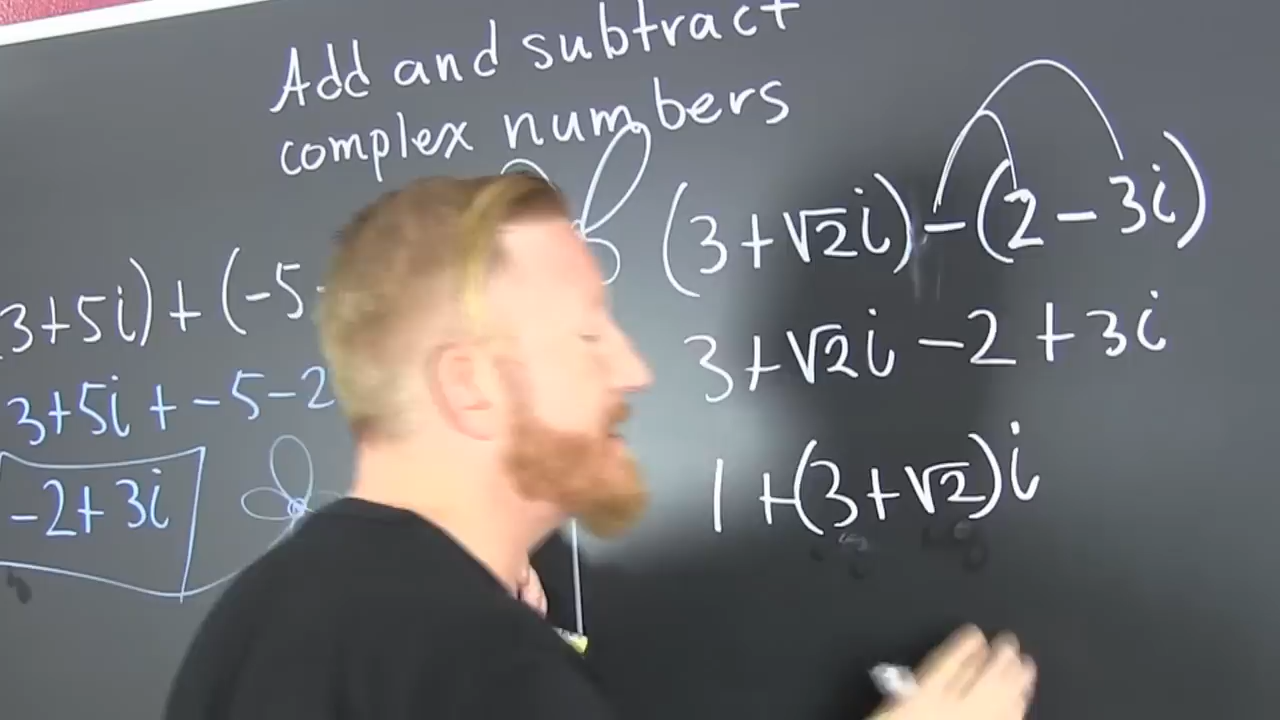 Add and subtract
complex numbers
3+5i) + (-5-
3+5i + -5-2
-2+3i
(3+√2i)-(2-3i)
3+√2i-2+3i
1+(3+√2)i